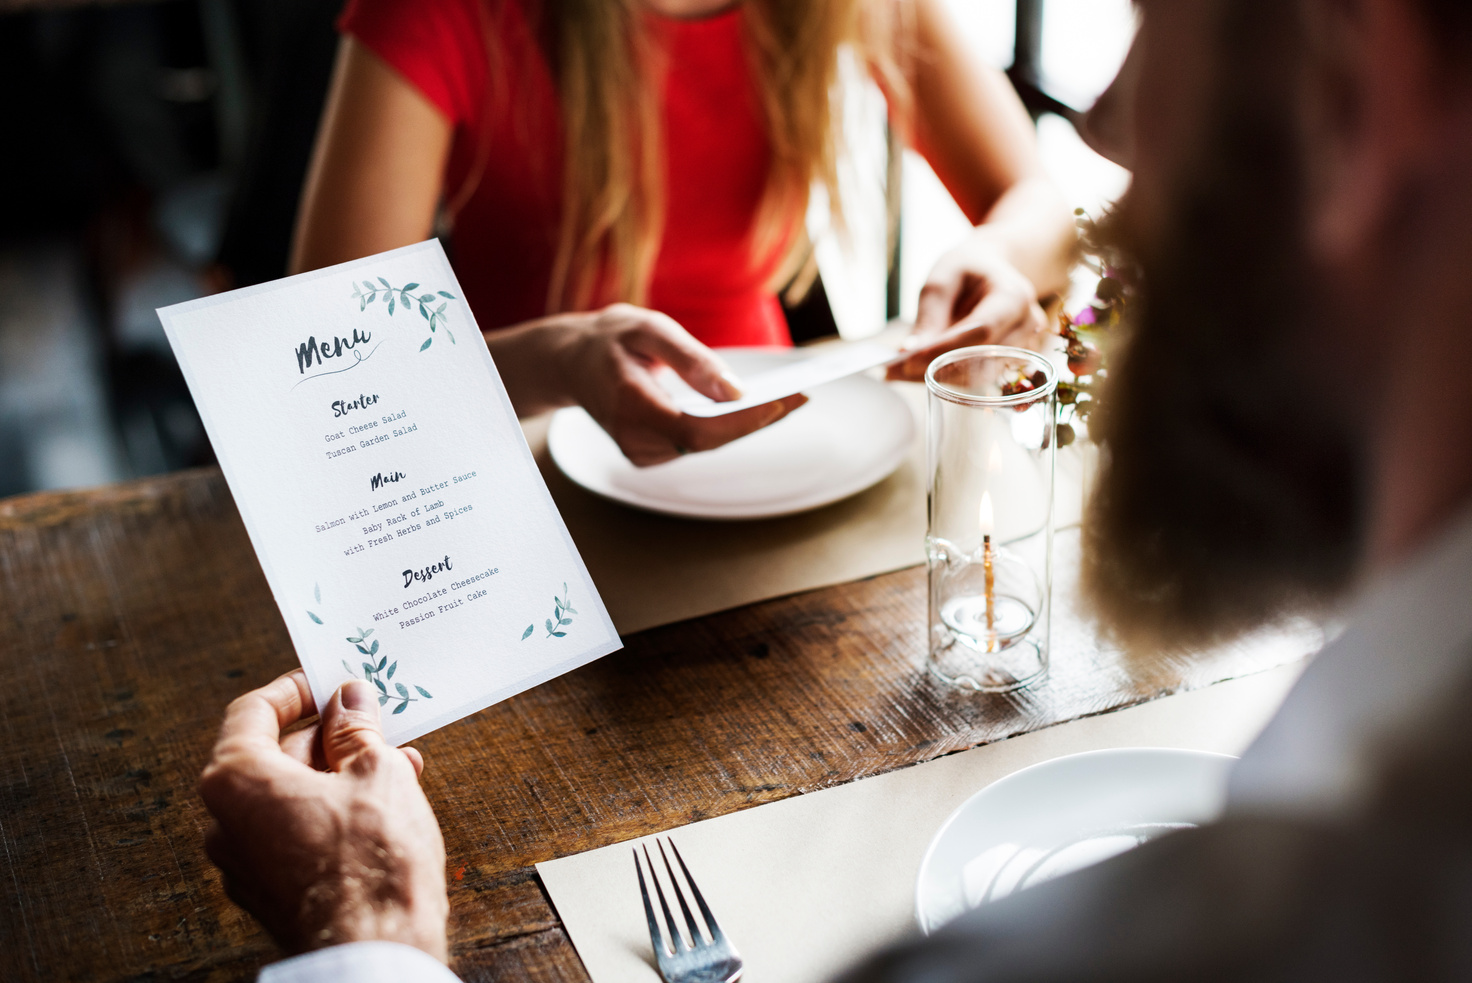 Menu
Starter
Goat Cheese Salad
Tuscan Garden Salad
Main
Salmon with Lemon and Butter Sauce
Baby Rack of Lamb
with Fresh Herbs and Spices
Dessert
White Chocolate Cheesecake
Passion Fruit Cake